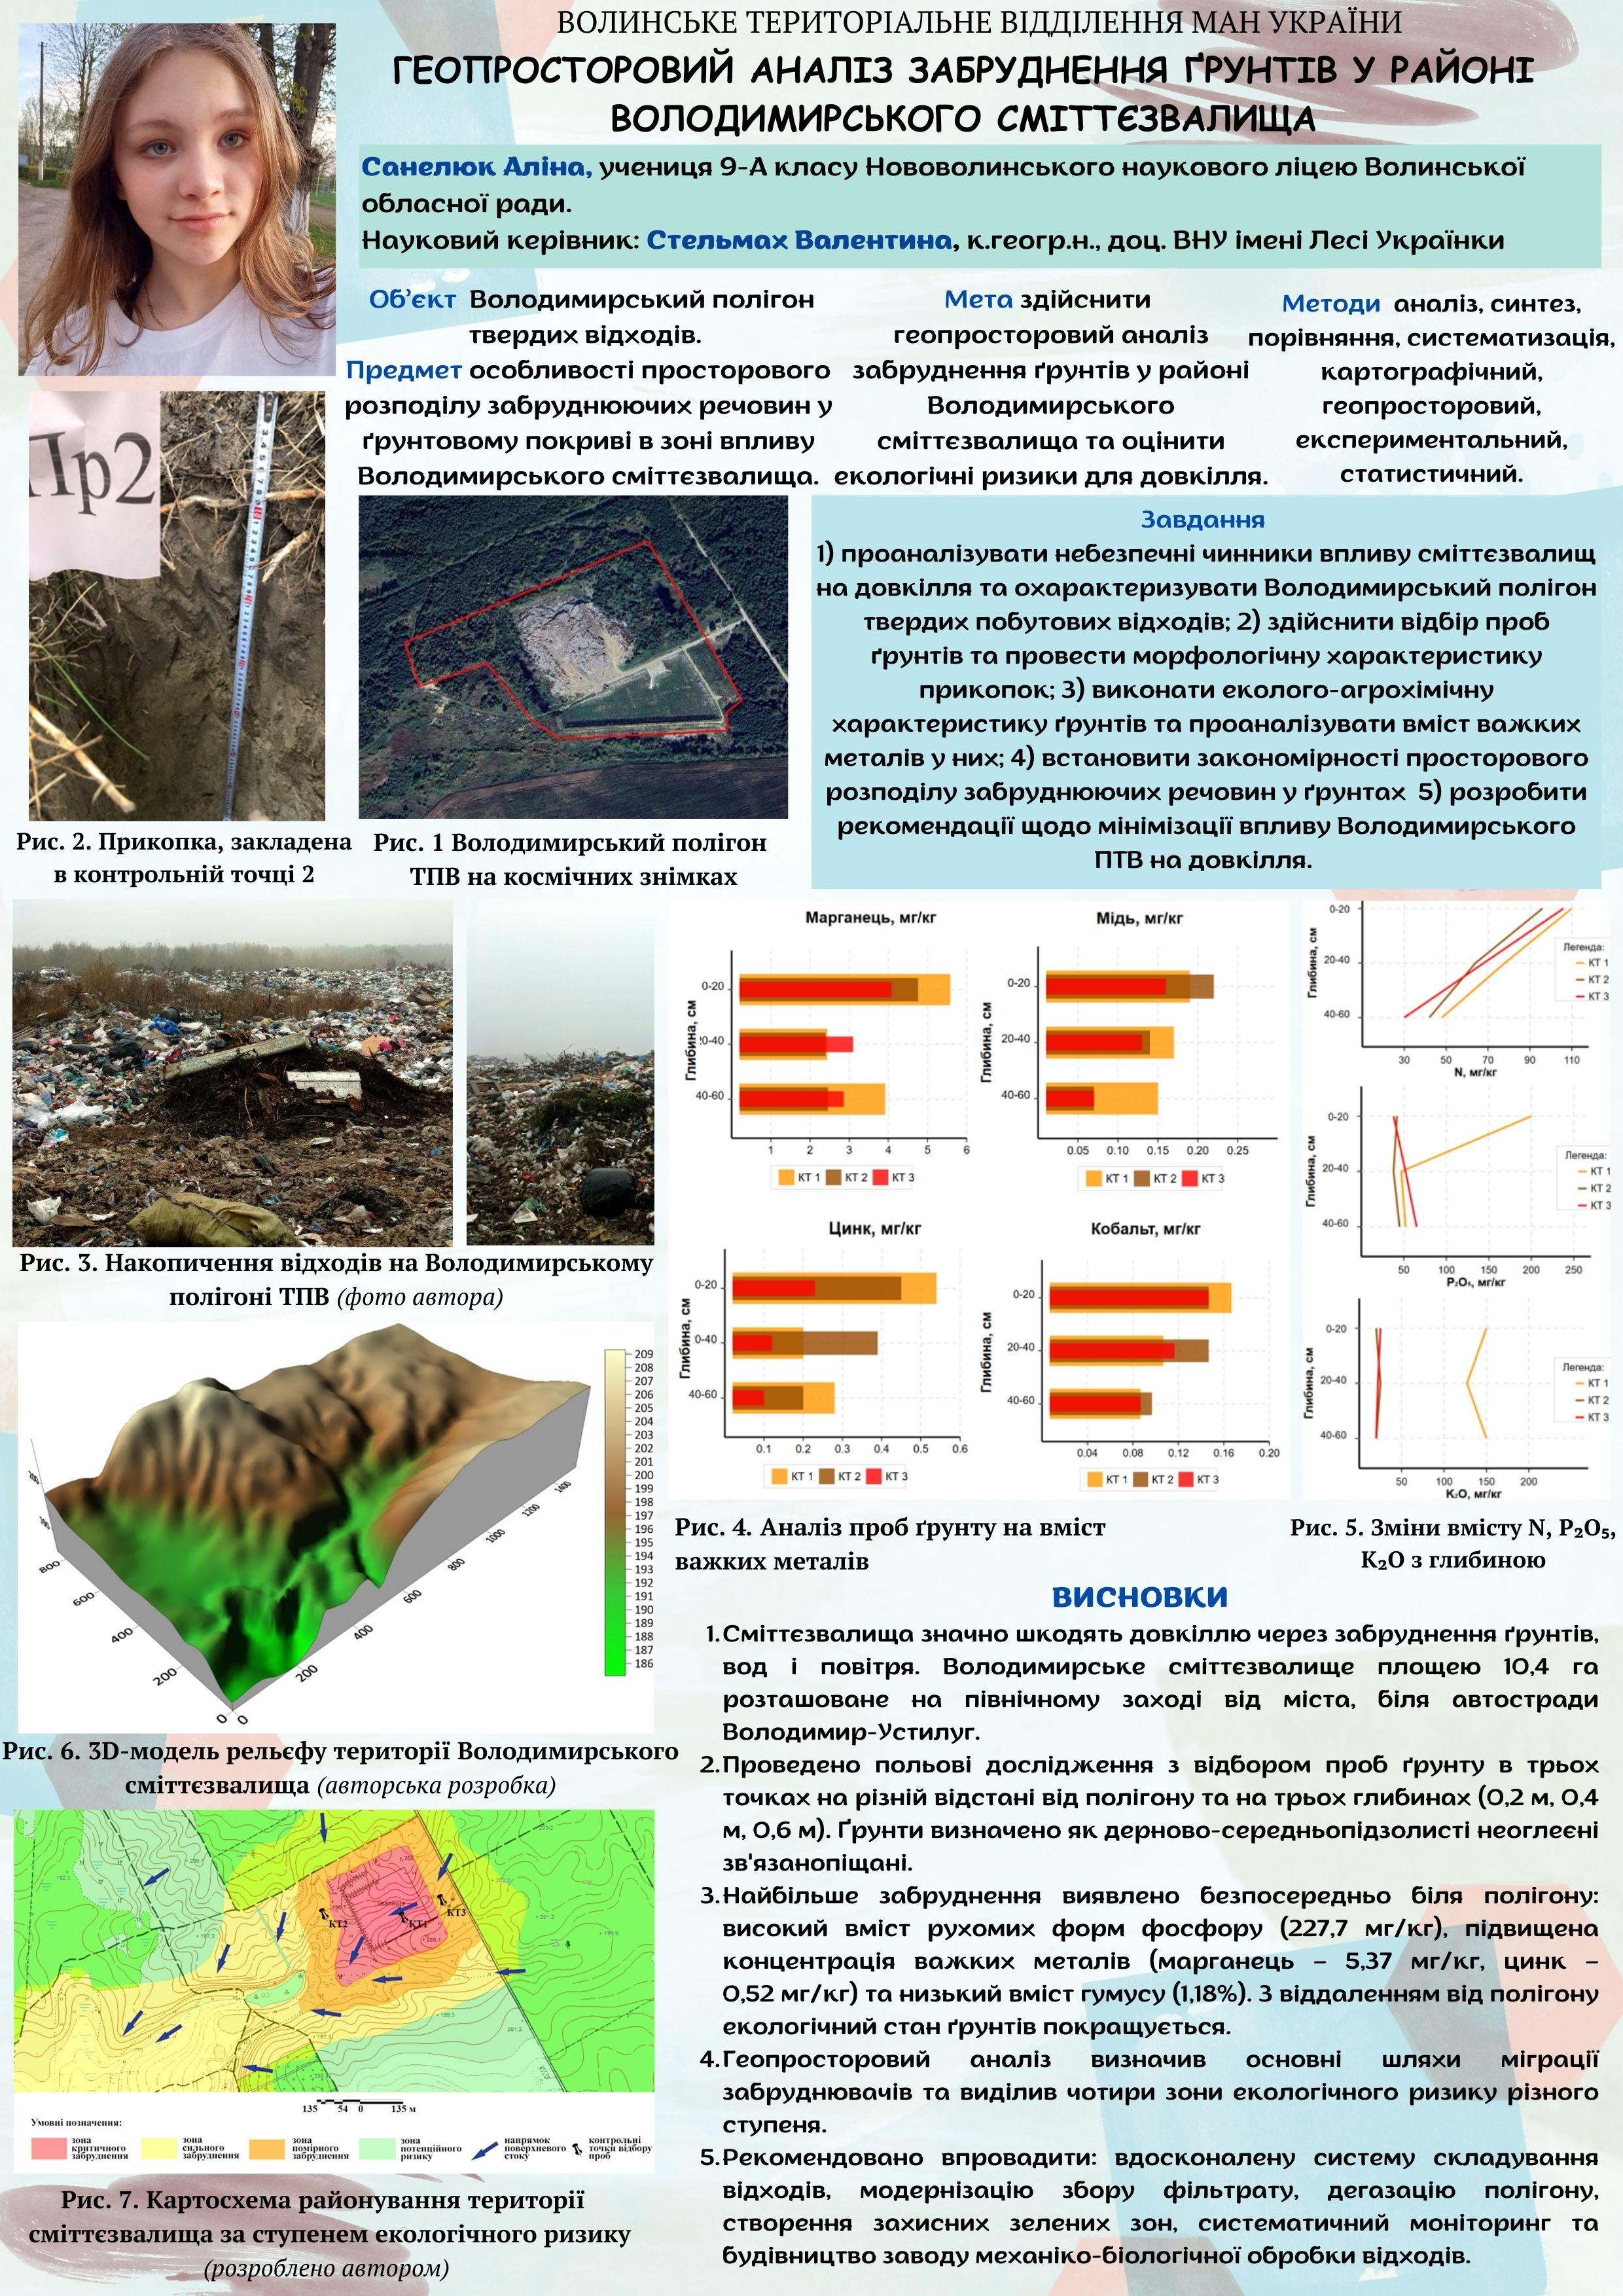 ВОЛИНСЬКЕ ТЕРИТОРІАЛЬНЕ ВІДДІЛЕННЯ МАН УКРАЇНИ
ГЕОПРОСТОРОВИЙ АНАЛІЗ ЗАБРУДНЕННЯ ҐРУНТІВ У РАЙОНІ
ВОЛОДИМИРСЬКОГО СМІТТЄЗВАЛИЩА
Санелюк Аліна, учениця 9-А класу Нововолинського наукового ліцею Волинської
обласної ради.
Науковий керівник: Стельмах Валентина, к.геогр.н., доц. ВНУ імені Лесі Українки
Об’єкт Володимирський полігон
твердих відходів.
Предмет особливості просторового
розподілу забруднюючих речовин у
ґрунтовому покриві в зоні впливу
Володимирського сміттєзвалища.
Мета здійснити
геопросторовий аналіз
забруднення ґрунтів у районі
Володимирського
сміттєзвалища та оцінити
екологічні ризики для довкілля.
Методи аналіз, синтез,
порівняння, систематизація,
картографічний,
геопросторовий,
експериментальний,
статистичний.
Пр2
Рис. 2. Прикопка, закладена
в контрольній точці 2
Рис. 1 Володимирський полігон
ТПВ на космічних знімках
Завдання
1) проаналізувати небезпечні чинники впливу сміттєзвалищ
на довкілля та охарактеризувати Володимирський полігон
твердих побутових відходів; 2) здійснити відбір проб
ґрунтів та провести морфологічну характеристику
прикопок; 3) виконати еколого-агрохімічну
характеристику ґрунтів та проаналізувати вміст важких
металів у них; 4) встановити закономірності просторового
розподілу забруднюючих речовин у ґрунтах 5) розробити
рекомендації щодо мінімізації впливу Володимирського
ПТВ на довкілля.
Рис. 3. Накопичення відходів на Володимирському
полігоні ТПВ (фото автора)
Марганець, мг/кг
Глибина, см
0-20
20-40
40-60
1 2 3 4 5 6
КТ 1 КТ 2 КТ 3
Мідь, мг/кг
Глибина, см
0-20
20-40
40-60
0.05 0.10 0.15 0.20 0.25
КТ 1 КТ 2 КТ 3
Цинк, мг/кг
Глибина, см
0-20
0-40
40-60
0.1 0.2 0.3 0.4 0.5 0.6
КТ 1 КТ 2 КТ 3
Кобальт, мг/кг
Глибина, см
0-20
20-40
40-60
0.04 0.08 0.12 0.16 0.20
КТ 1 КТ 2 КТ 3
Рис. 4. Аналіз проб ґрунту на вміст
важких металів
Глибина, см
0-20
20-40
40-60
Легенда:
КТ 1
КТ 2
КТ 3
30 50 70 90 110
N, мг/кг
Глибина, см
0-20
20-40
40-60
Легенда:
КТ 1
КТ 2
КТ 3
50 100 150 200 250
P₂O₅, мг/кг
Глибина, см
0-20
20-40
40-60
Легенда:
КТ 1
КТ 2
КТ 3
50 100 150 200
K₂O, мг/кг
Рис. 5. Зміни вмісту N, P₂O₅,
K₂O з глибиною
209
208
207
206
205
204
203
202
201
200
199
198
197
196
195
194
193
192
191
190
189
188
187
186
800
600
400
200
0
0
200
400
600
800
1000
1200
1400
Рис. 6. 3D-модель рельєфу території Володимирського
сміттєзвалища (авторська розробка)
КТ2
КТ1
КТ3
135 54 0 135 м
Умовні позначення:
зона
критичного
забруднення
зона
сильного
забруднення
зона
помірного
забруднення
зона
потенційного
ризику
напрямок
поверхневого
стоку
контрольні
точки відбору
проб
Рис. 7. Картосхема районування території
сміттєзвалища за ступенем екологічного ризику
(розроблено автором)
ВИСНОВКИ
1. Сміттєзвалища значно шкодять довкіллю через забруднення ґрунтів,
вод і повітря. Володимирське сміттєзвалище площею 10,4 га
розташоване на північному заході від міста, біля автостради
Володимир-Устилуг.
2. Проведено польові дослідження з відбором проб ґрунту в трьох
точках на різній відстані від полігону та на трьох глибинах (0,2 м, 0,4
м, 0,6 м). Ґрунти визначено як дерново-середньопідзолисті неоглеєні
зв'язанопіщані.
3. Найбільше забруднення виявлено безпосередньо біля полігону:
високий вміст рухомих форм фосфору (227,7 мг/кг), підвищена
концентрація важких металів (марганець – 5,37 мг/кг, цинк –
0,52 мг/кг) та низький вміст гумусу (1,18%). З віддаленням від полігону
екологічний стан ґрунтів покращується.
4. Геопросторовий аналіз визначив основні шляхи міграції
забруднювачів та виділив чотири зони екологічного ризику різного
ступеня.
5. Рекомендовано впровадити: вдосконалену систему складування
відходів, модернізацію збору фільтрату, дегазацію полігону,
створення захисних зелених зон, систематичний моніторинг та
будівництво заводу механіко-біологічної обробки відходів.